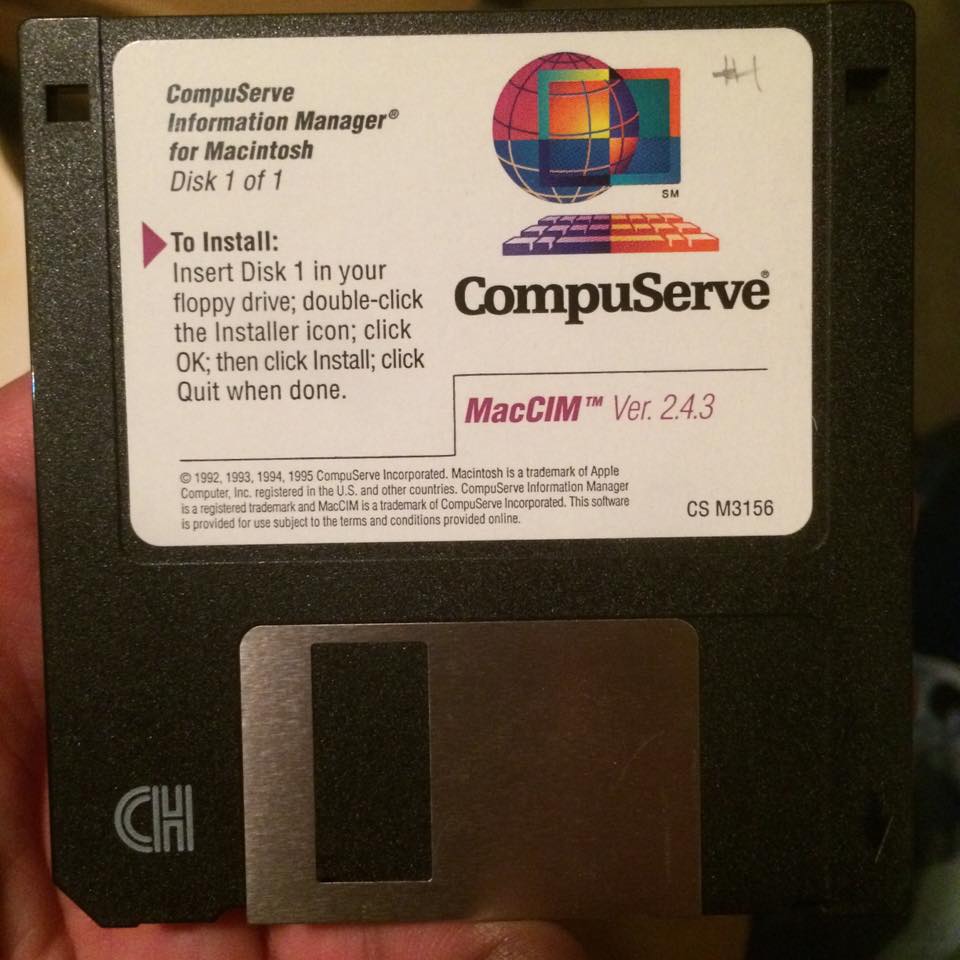 CompuServe
Information Manager®
for Macintosh
Disk 1 of 1
To Install:
Insert Disk 1 in your
floppy drive; double-click
the Installer icon; click
OK; then click Install; click
Quit when done.
#1
SM
CompuServe®
MacCIM™ Ver. 2.4.3
© 1992, 1993, 1994, 1995 CompuServe Incorporated. Macintosh is a trademark of Apple
Computer, Inc. registered in the U.S. and other countries. CompuServe Information Manager
is a registered trademark and MacCIM is a trademark of CompuServe Incorporated. This software
is provided for use subject to the terms and conditions provided online.
CS M3156
CH